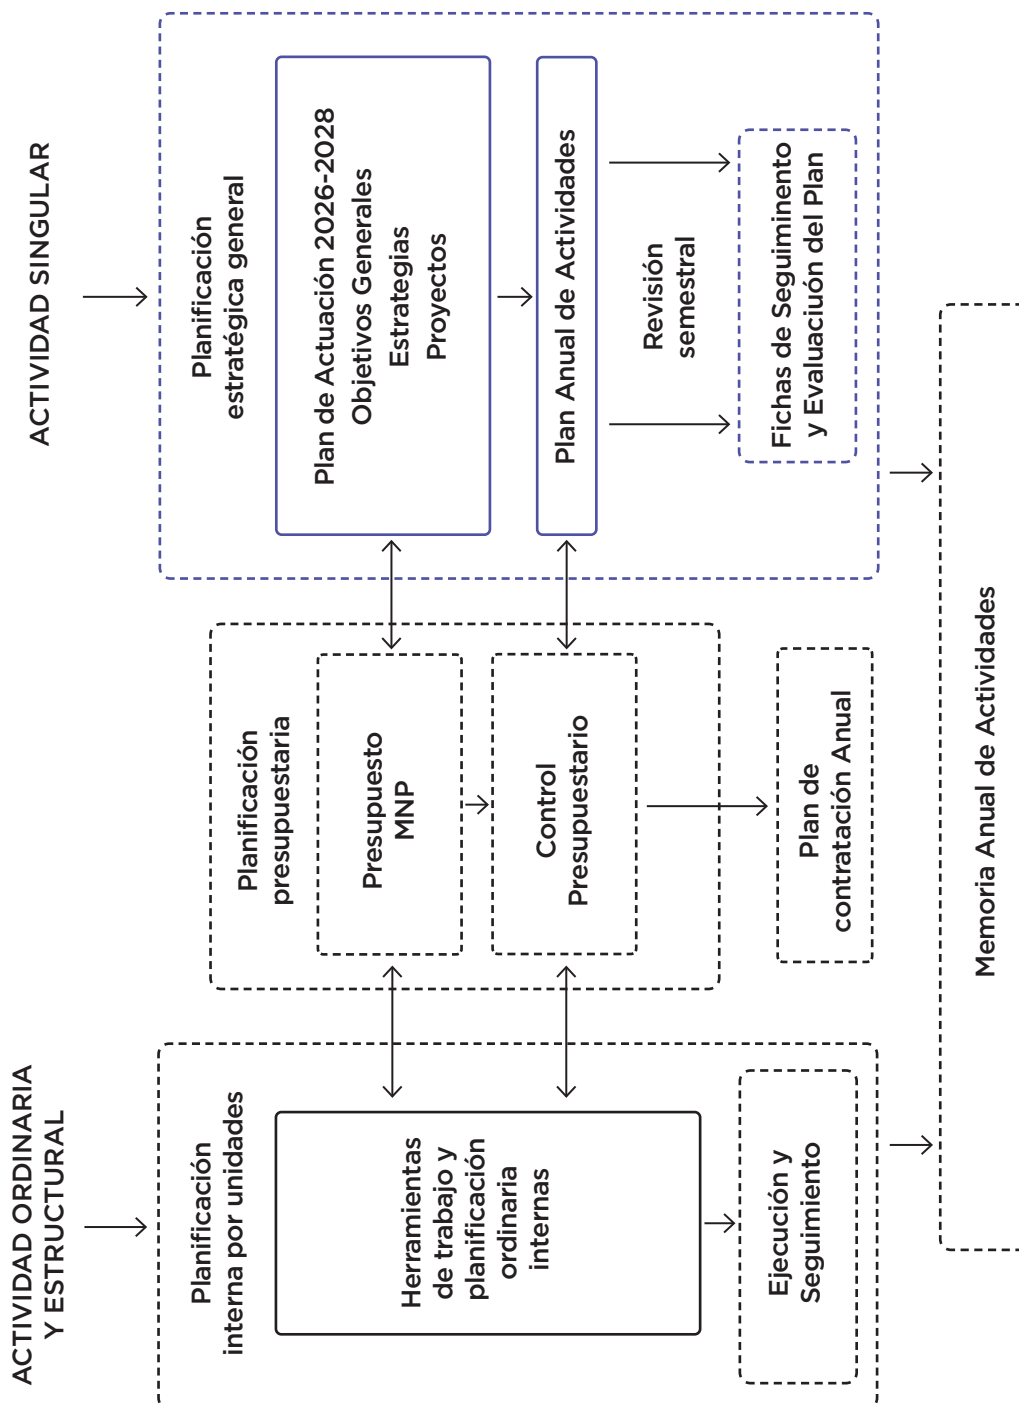 ACTIVIDAD ORDINARIA
Y ESTRUCTURAL
Planificación
interna por unidades
Herramientas
de trabajo y
planificación
ordinaria
internas
Ejecución y
Seguimiento
Planificación
presupuestaria
Presupuesto
MNP
Control
Presupuestario
Plan de
contratación Anual
ACTIVIDAD SINGULAR
Planificación
estratégica general
Plan de Actuación 2026-2028
Objetivos Generales
Estrategias
Proyectos
Plan Anual de Actividades
Revisión
semestral
Fichas de Seguiminento
y Evaluaciuón del Plan
Memoria Anual de Actividades